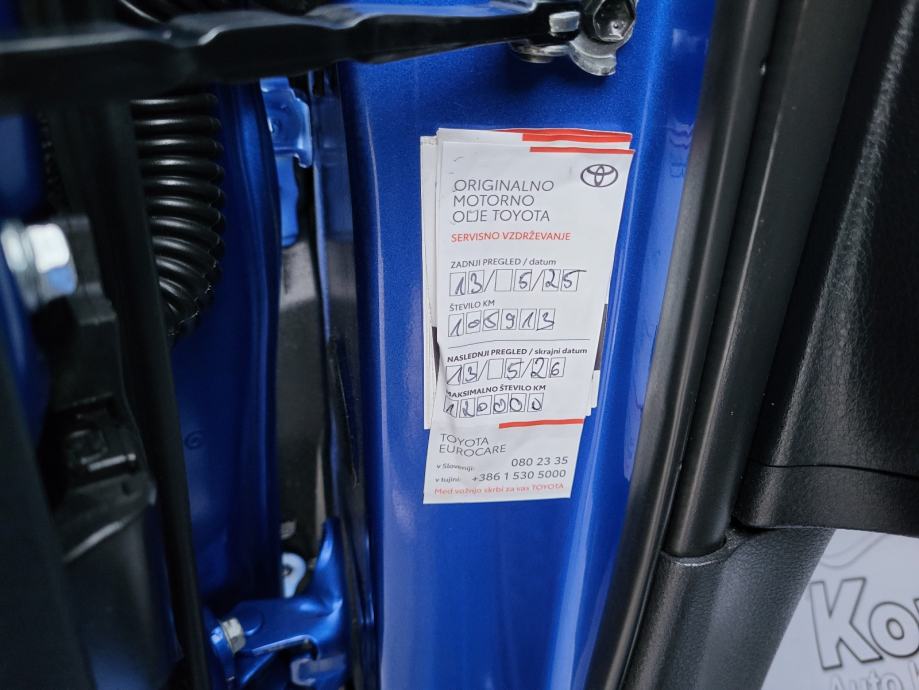 ORIGINALNO
MOTORNO
OLJE TOYOTA
SERVISNO VZDRŽEVANJE
ZADNJI PREGLED / datum
13/ 5/25
ŠTEVILO KM
105913
NASLEDNJI PREGLED / skrajni datum
13/ 5/26
MAKSIMALNO ŠTEVILO KM
120000
TOYOTA
EUROCARE
v Sloveniji: 080 23 35
v tujini: +386 1 530 5000
Med vožnjo skrbi za vas TOYOTA